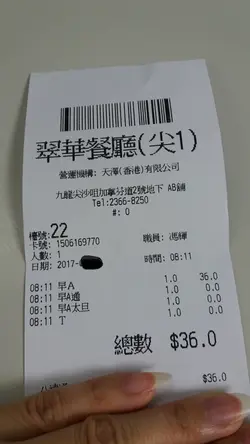 翠華餐廳(尖1)
營運機構: 天澤(香港)有限公司
九龍尖沙咀加拿芬道2號地下 AB舖
Tel:2366-8250
#: 0
檯號:22
卡號: 1506169770
人數: 1 職員: 馮輝
日期: 2017- 時間: 08:11
08:11 早A 1.0 36.0
08:11 早A通 1.0 0.0
08:11 早A太旦 1.0 0.0
08:11 T 1.0 0.0
總數 $36.0
$36.0